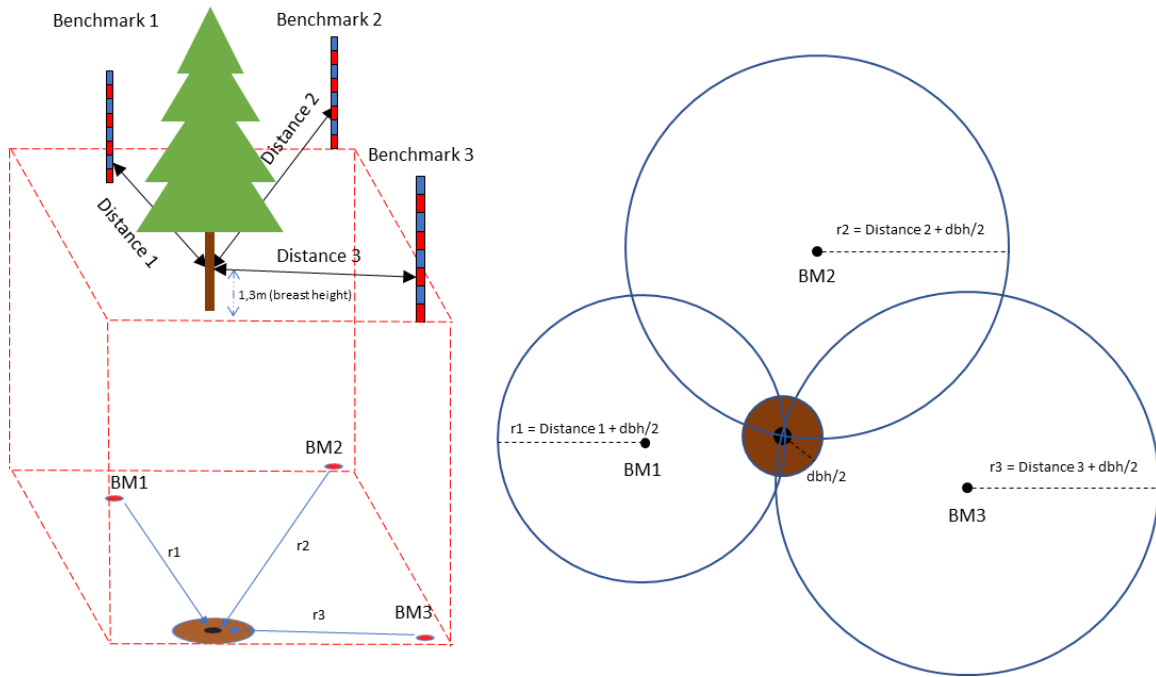 Benchmark 1
Benchmark 2
Benchmark 3
Distance 1
Distance 2
Distance 3
1,3m (breast height)
BM1
BM2
BM3
r1
r2
r3
r2 = Distance 2 + dbh/2
BM2
r1 = Distance 1 + dbh/2
BM1
dbh/2
r3 = Distance 3 + dbh/2
BM3